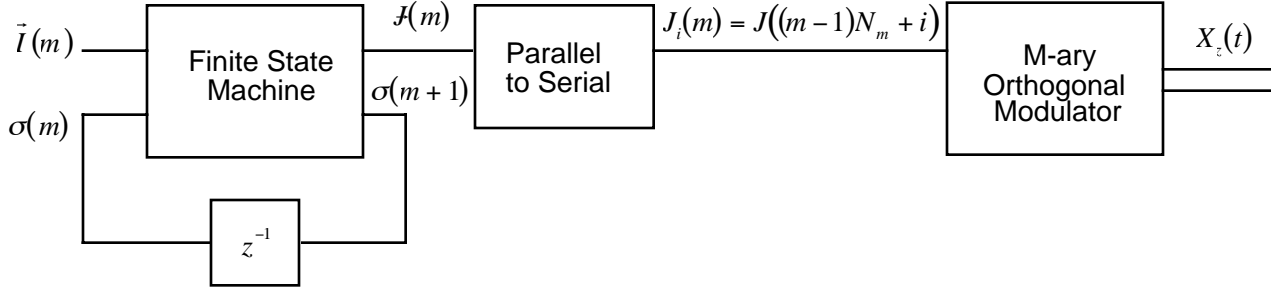 I⃗(m)
σ(m)
Finite State
Machine
J⃗(m)
σ(m+1)
z⁻¹
Parallel
to Serial
Jᵢ(m) = J((m−1)Nₘ + i)
M-ary
Orthogonal
Modulator
X_z(t)